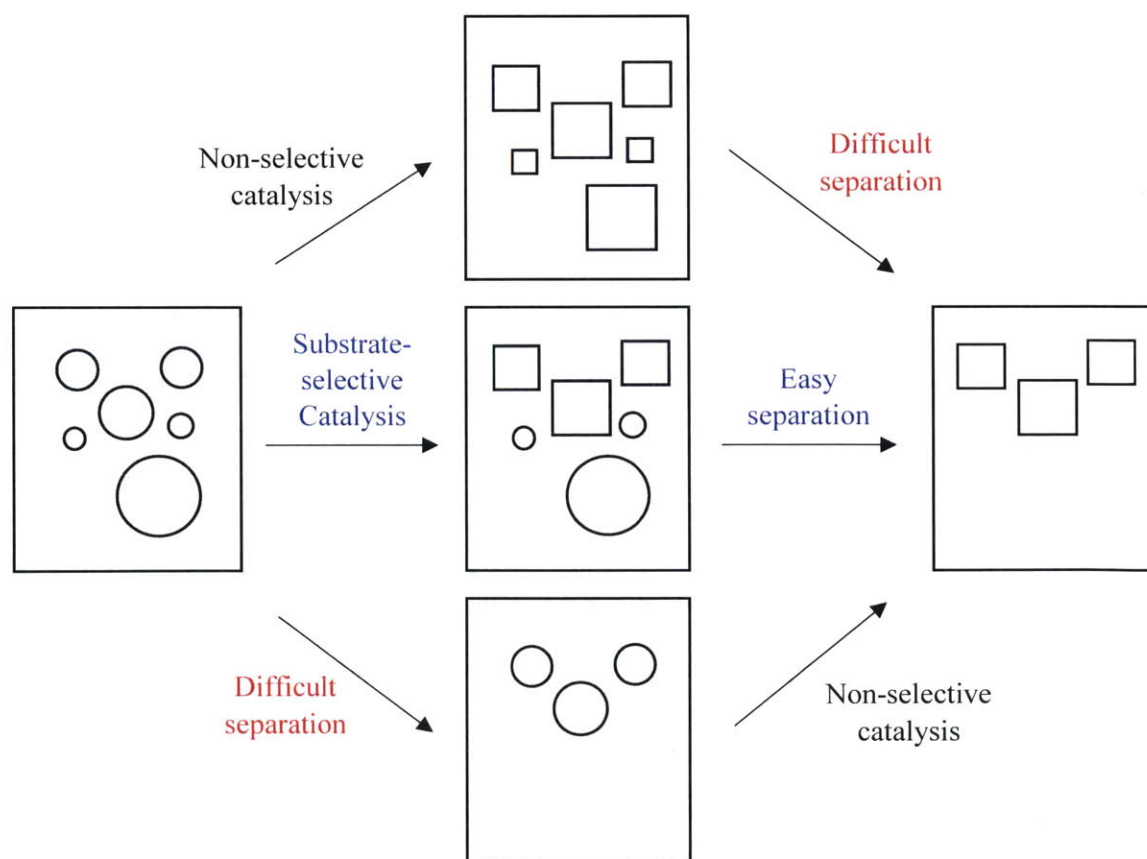 Non-selective
catalysis
Difficult
separation
Substrate-
selective
Catalysis
Easy
separation
Difficult
separation
Non-selective
catalysis